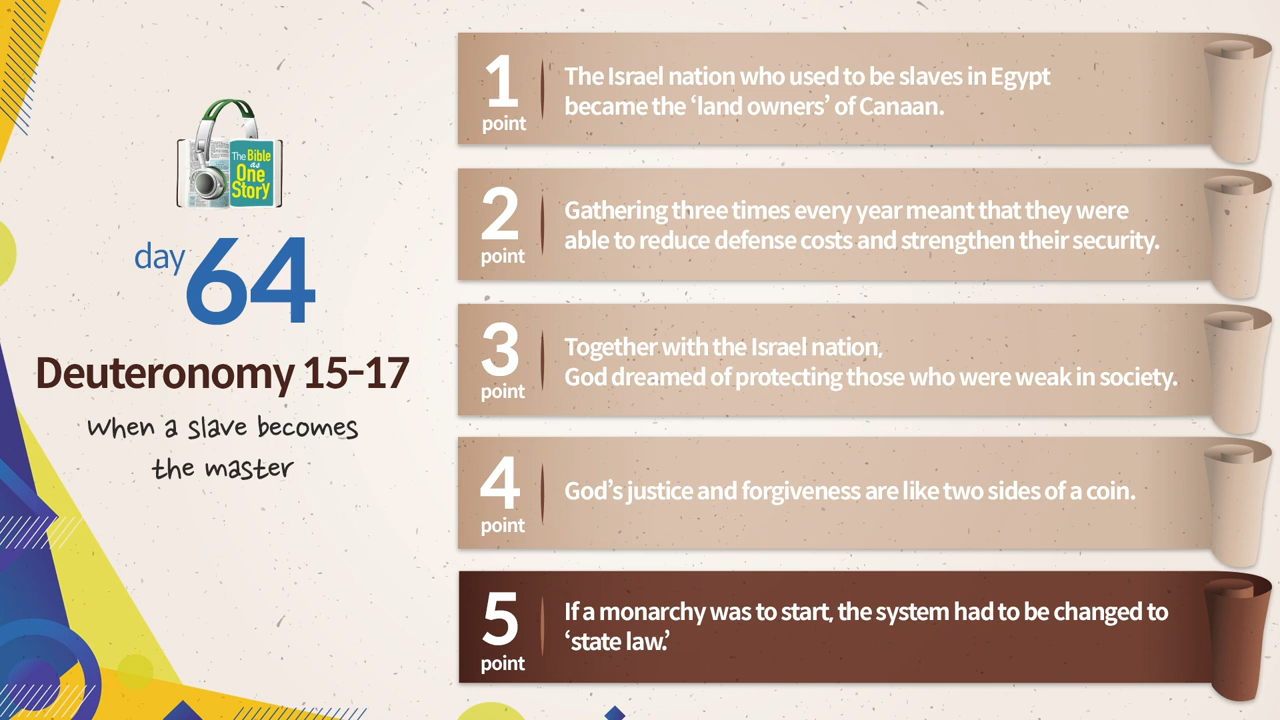 The Bible
as
One
Story
day 64
Deuteronomy 15-17
When a slave becomes
the master
1
point
The Israel nation who used to be slaves in Egypt
became the ‘land owners’ of Canaan.
2
point
Gathering three times every year meant that they were
able to reduce defense costs and strengthen their security.
3
point
Together with the Israel nation,
God dreamed of protecting those who were weak in society.
4
point
God’s justice and forgiveness are like two sides of a coin.
5
point
If a monarchy was to start, the system had to be changed to
‘state law.’